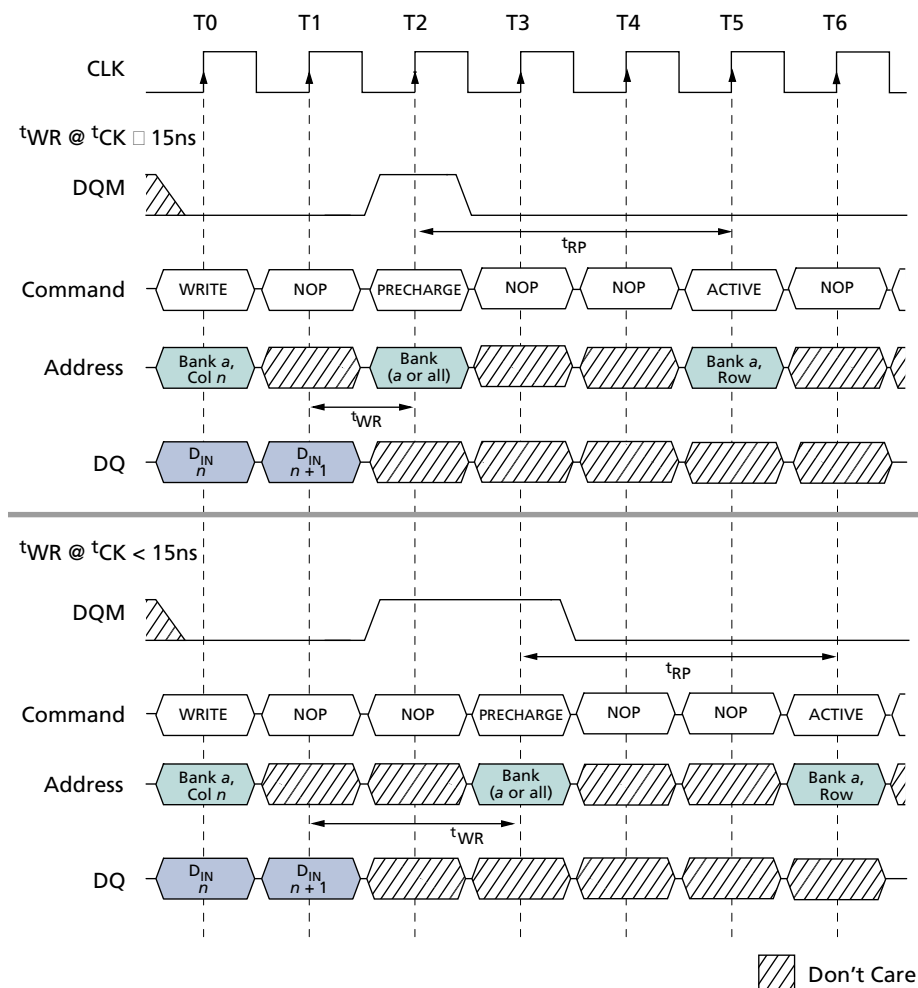 T0 T1 T2 T3 T4 T5 T6
CLK
tWR @ tCK □ 15ns
DQM
tRP
Command WRITE NOP PRECHARGE NOP NOP ACTIVE NOP
Address Bank a, Col n Bank (a or all) Bank a, Row
tWR
DQ DIN n DIN n + 1
tWR @ tCK < 15ns
DQM
tRP
Command WRITE NOP NOP PRECHARGE NOP NOP ACTIVE
Address Bank a, Col n Bank (a or all) Bank a, Row
tWR
DQ DIN n DIN n + 1
Don't Care